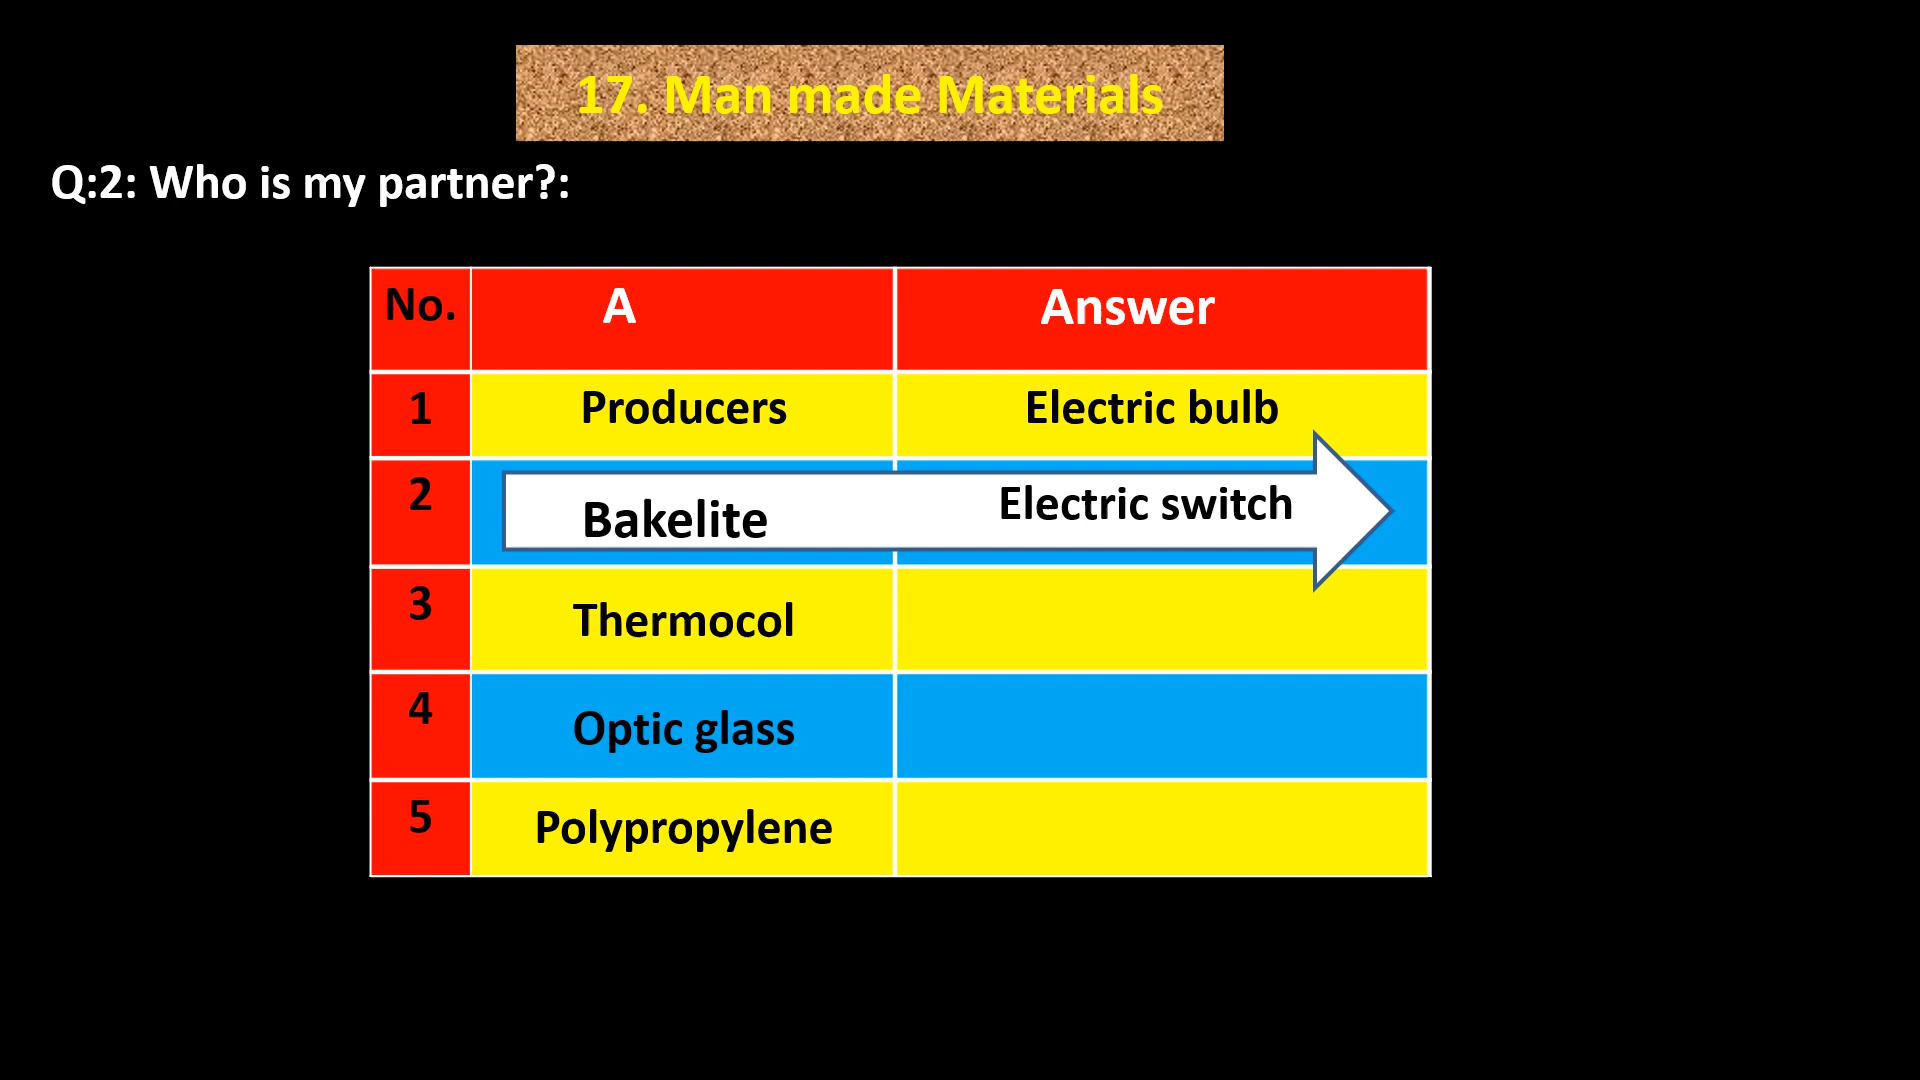 17. Man made Materials
Q:2: Who is my partner?:
No. A Answer
1 Producers Electric bulb
2 Bakelite Electric switch
3 Thermocol
4 Optic glass
5 Polypropylene